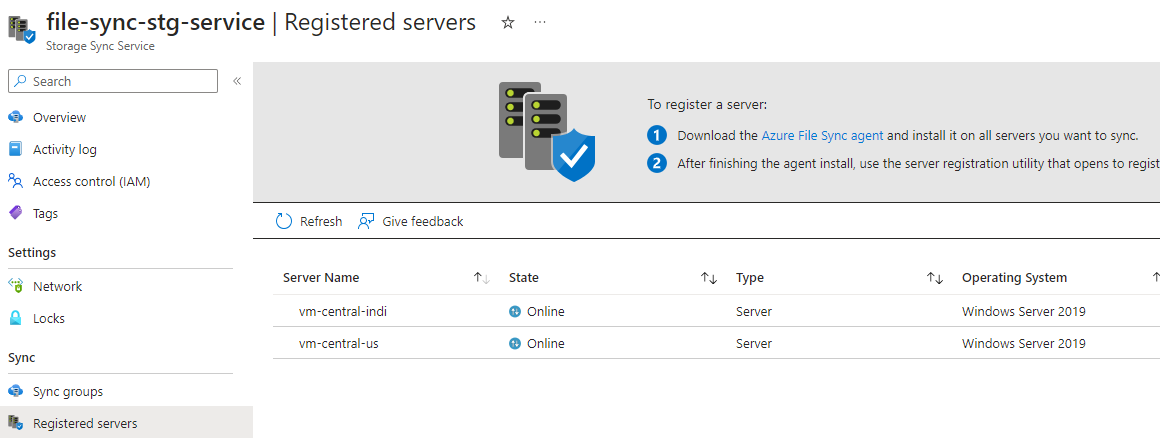 file-sync-stg-service | Registered servers ☆ ···
Storage Sync Service
Search «
Overview
Activity log
Access control (IAM)
Tags
Settings
Network
Locks
Sync
Sync groups
Registered servers
To register a server:
1 Download the Azure File Sync agent and install it on all servers you want to sync.
2 After finishing the agent install, use the server registration utility that opens to regist
Refresh Give feedback
Server Name ↑↓ State ↑↓ Type ↑↓ Operating System ↑
vm-central-indi Online Server Windows Server 2019
vm-central-us Online Server Windows Server 2019